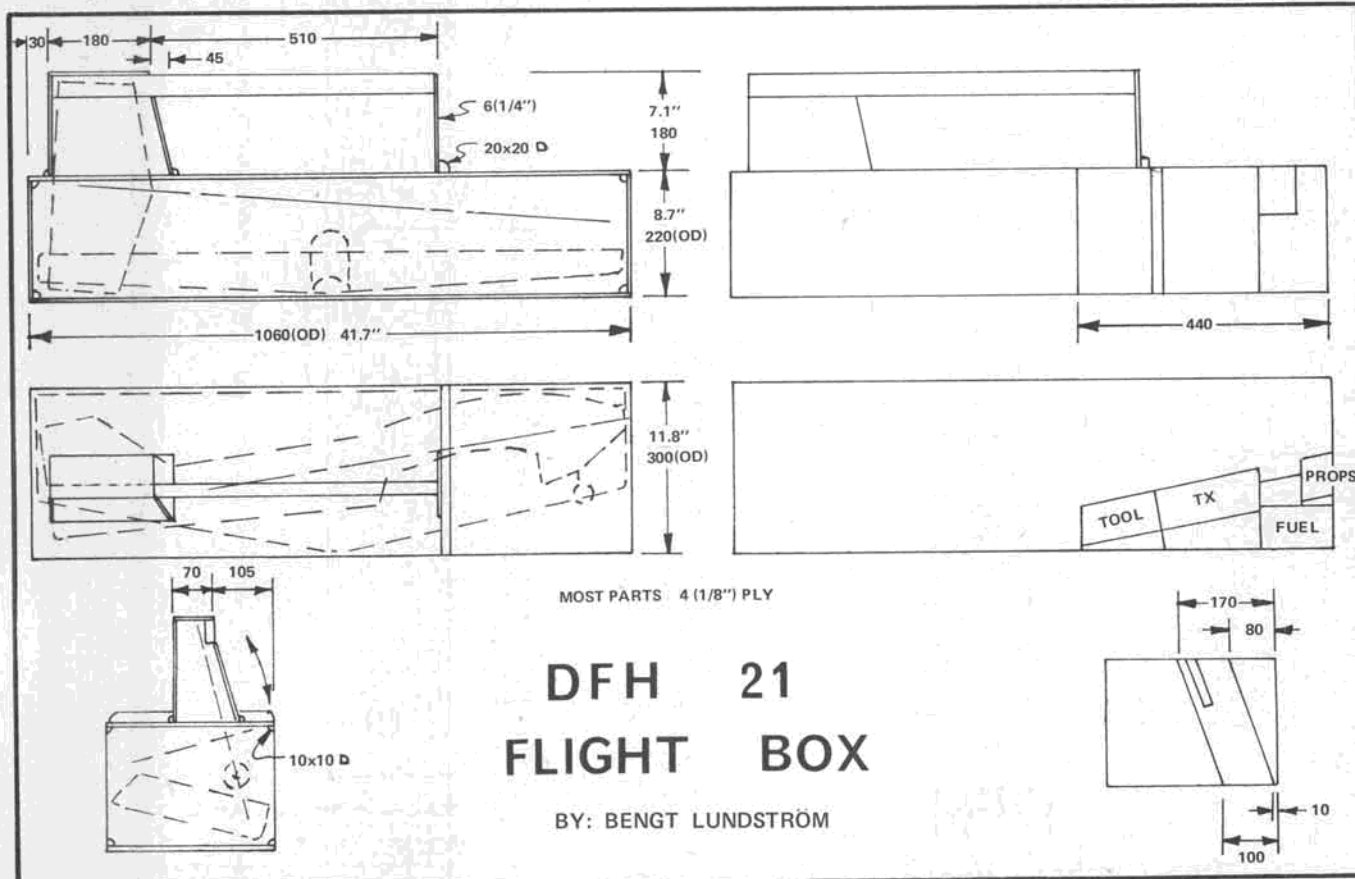 30
180
510
45
6(1/4")
20x20 D
7.1"
180
8.7"
220(OD)
1060(OD) 41.7"
440
11.8"
300(OD)
TOOL
TX
PROPS
FUEL
70
105
10x10 D
MOST PARTS 4 (1/8") PLY
DFH 21
FLIGHT BOX
BY: BENGT LUNDSTRÖM
170
80
10
100